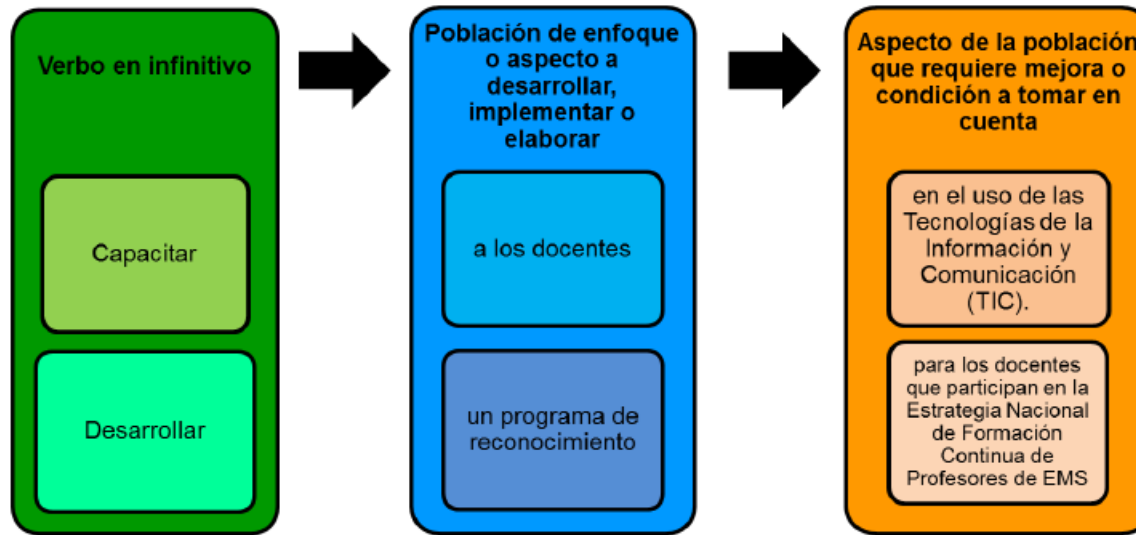 Verbo en infinitivo
Capacitar
Desarrollar
Población de enfoque
o aspecto a
desarrollar,
implementar o
elaborar
a los docentes
un programa de
reconocimiento
Aspecto de la población
que requiere mejora o
condición a tomar en
cuenta
en el uso de las
Tecnologías de la
Información y
Comunicación
(TIC).
para los docentes
que participan en la
Estrategia Nacional
de Formación
Continua de
Profesores de EMS